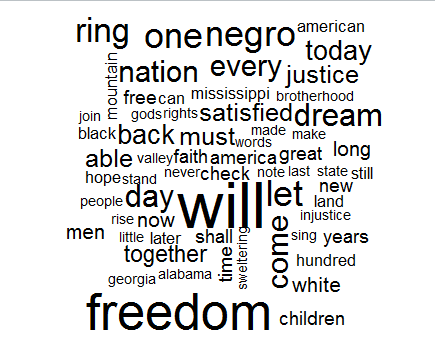 american
ring one negro today
mountain nation every justice
free can mississippi brotherhood
join gods rights satisfied dream
black back must words made make
able valley faith america great long
hope stand never check note last state still
people day will let new land
rise now injustice
men little later shall come sing years
together time sweltering hundred
georgia alabama white
freedom children